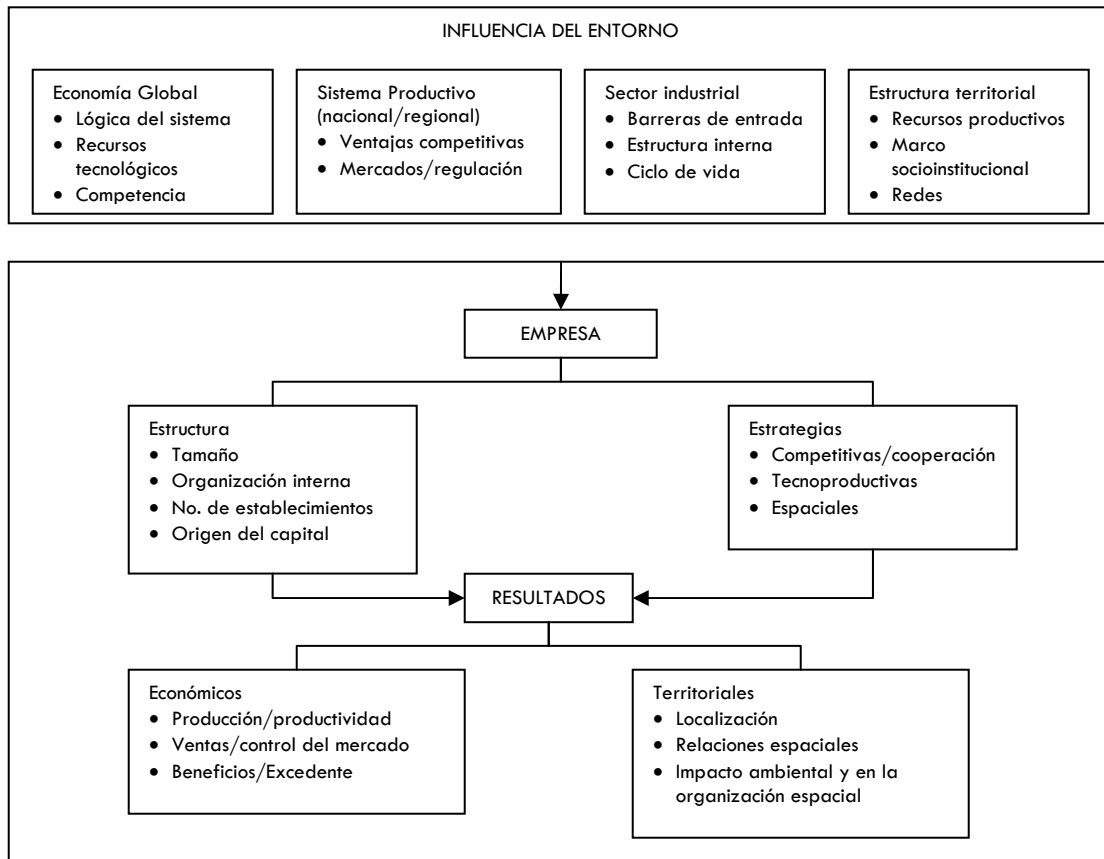 INFLUENCIA DEL ENTORNO
Economía Global
• Lógica del sistema
• Recursos
tecnológicos
• Competencia
Sistema Productivo
(nacional/regional)
• Ventajas competitivas
• Mercados/regulación
Sector industrial
• Barreras de entrada
• Estructura interna
• Ciclo de vida
Estructura territorial
• Recursos productivos
• Marco
socioinstitucional
• Redes
EMPRESA
Estructura
• Tamaño
• Organización interna
• No. de establecimientos
• Origen del capital
Estrategias
• Competitivas/cooperación
• Tecnoproductivas
• Espaciales
RESULTADOS
Económicos
• Producción/productividad
• Ventas/control del mercado
• Beneficios/Excedente
Territoriales
• Localización
• Relaciones espaciales
• Impacto ambiental y en la
organización espacial